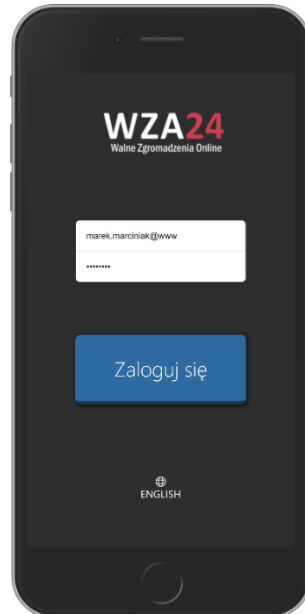 WZA24
Walne Zgromadzenia Online
marek.marciniak@www
••••••••
Zaloguj się
ENGLISH